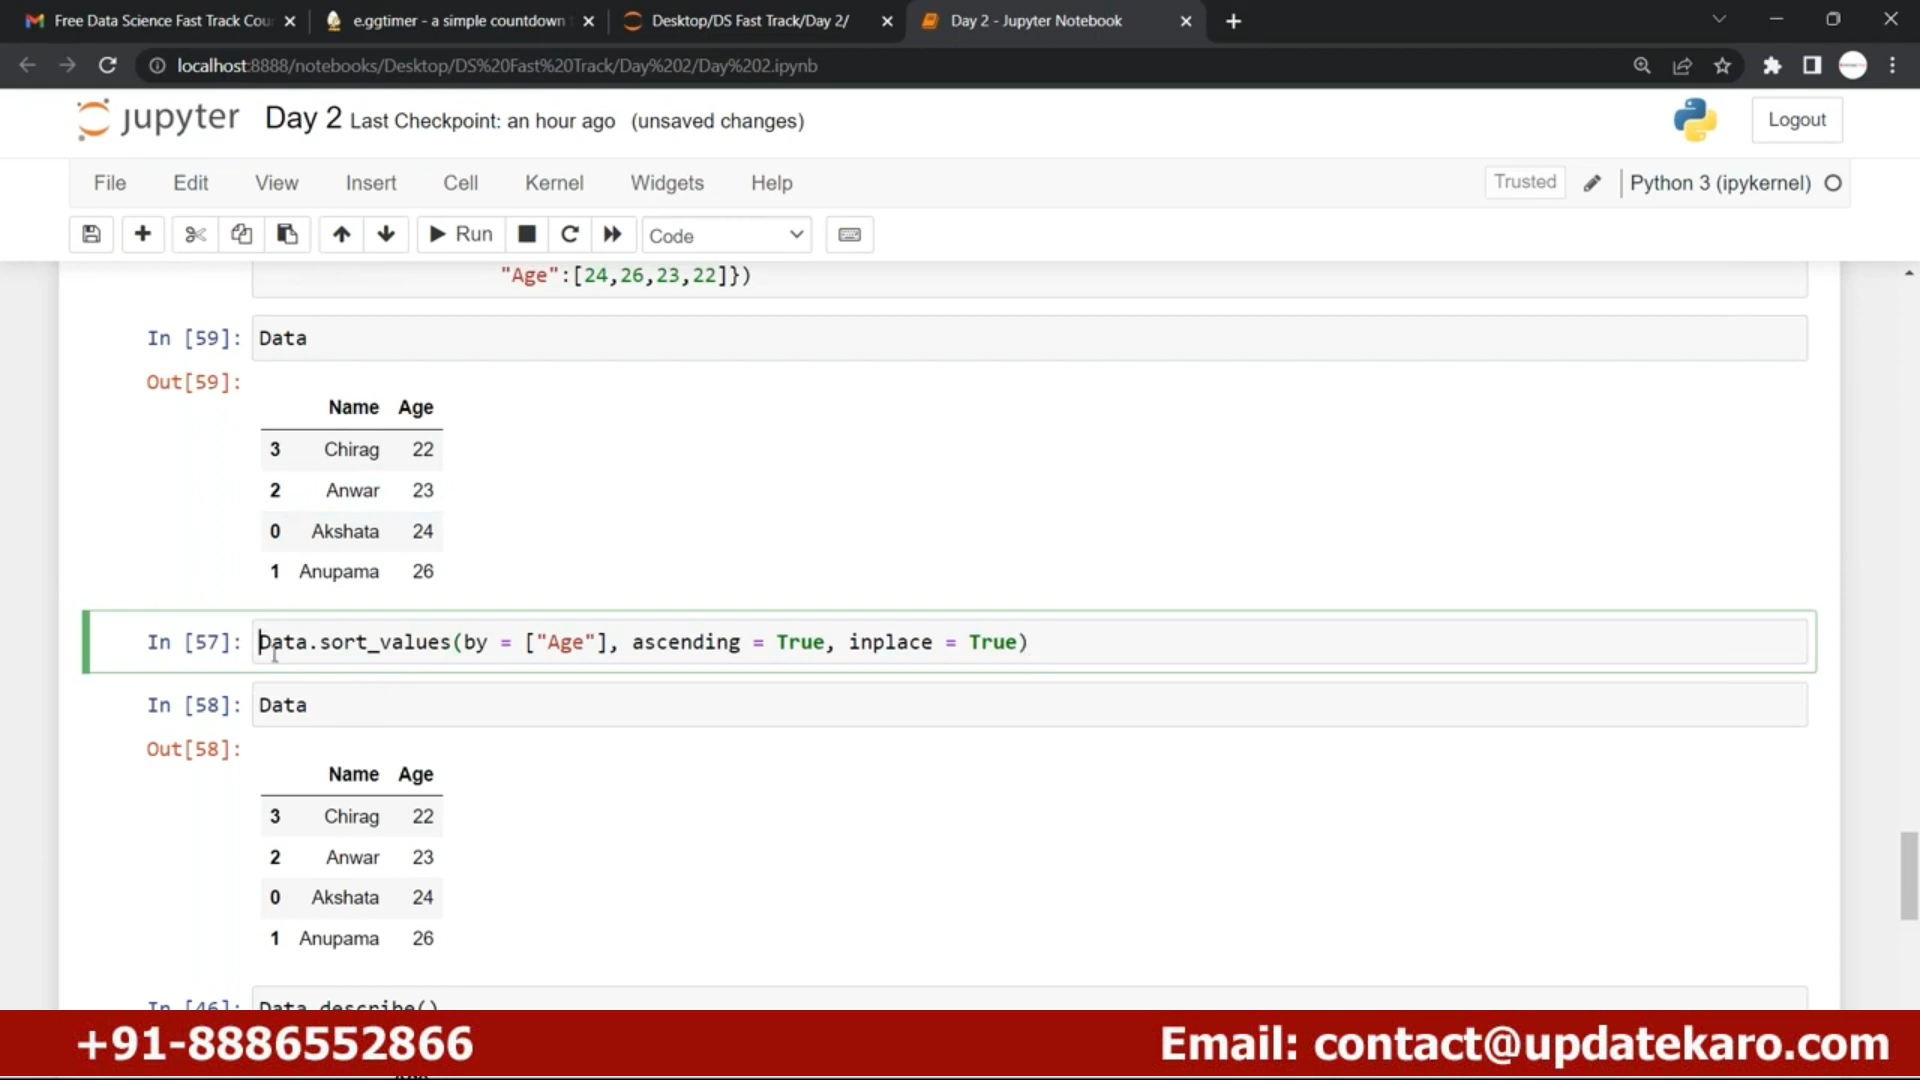 Free Data Science Fast Track Cou
e.ggtimer - a simple countdown
Desktop/DS Fast Track/Day 2/
Day 2 - Jupyter Notebook
localhost:8888/notebooks/Desktop/DS%20Fast%20Track/Day%202/Day%202.ipynb
jupyter Day 2 Last Checkpoint: an hour ago (unsaved changes)
Logout
File Edit View Insert Cell Kernel Widgets Help
Trusted
Python 3 (ipykernel)
Run
Code
"Age":[24,26,23,22]})
In [59]: Data
Out[59]:
Name Age
3 Chirag 22
2 Anwar 23
0 Akshata 24
1 Anupama 26
In [57]: Data.sort_values(by = ["Age"], ascending = True, inplace = True)
In [58]: Data
Out[58]:
Name Age
3 Chirag 22
2 Anwar 23
0 Akshata 24
1 Anupama 26
In [46]: Data.describe()
+91-8886552866
Email: contact@updatekaro.com